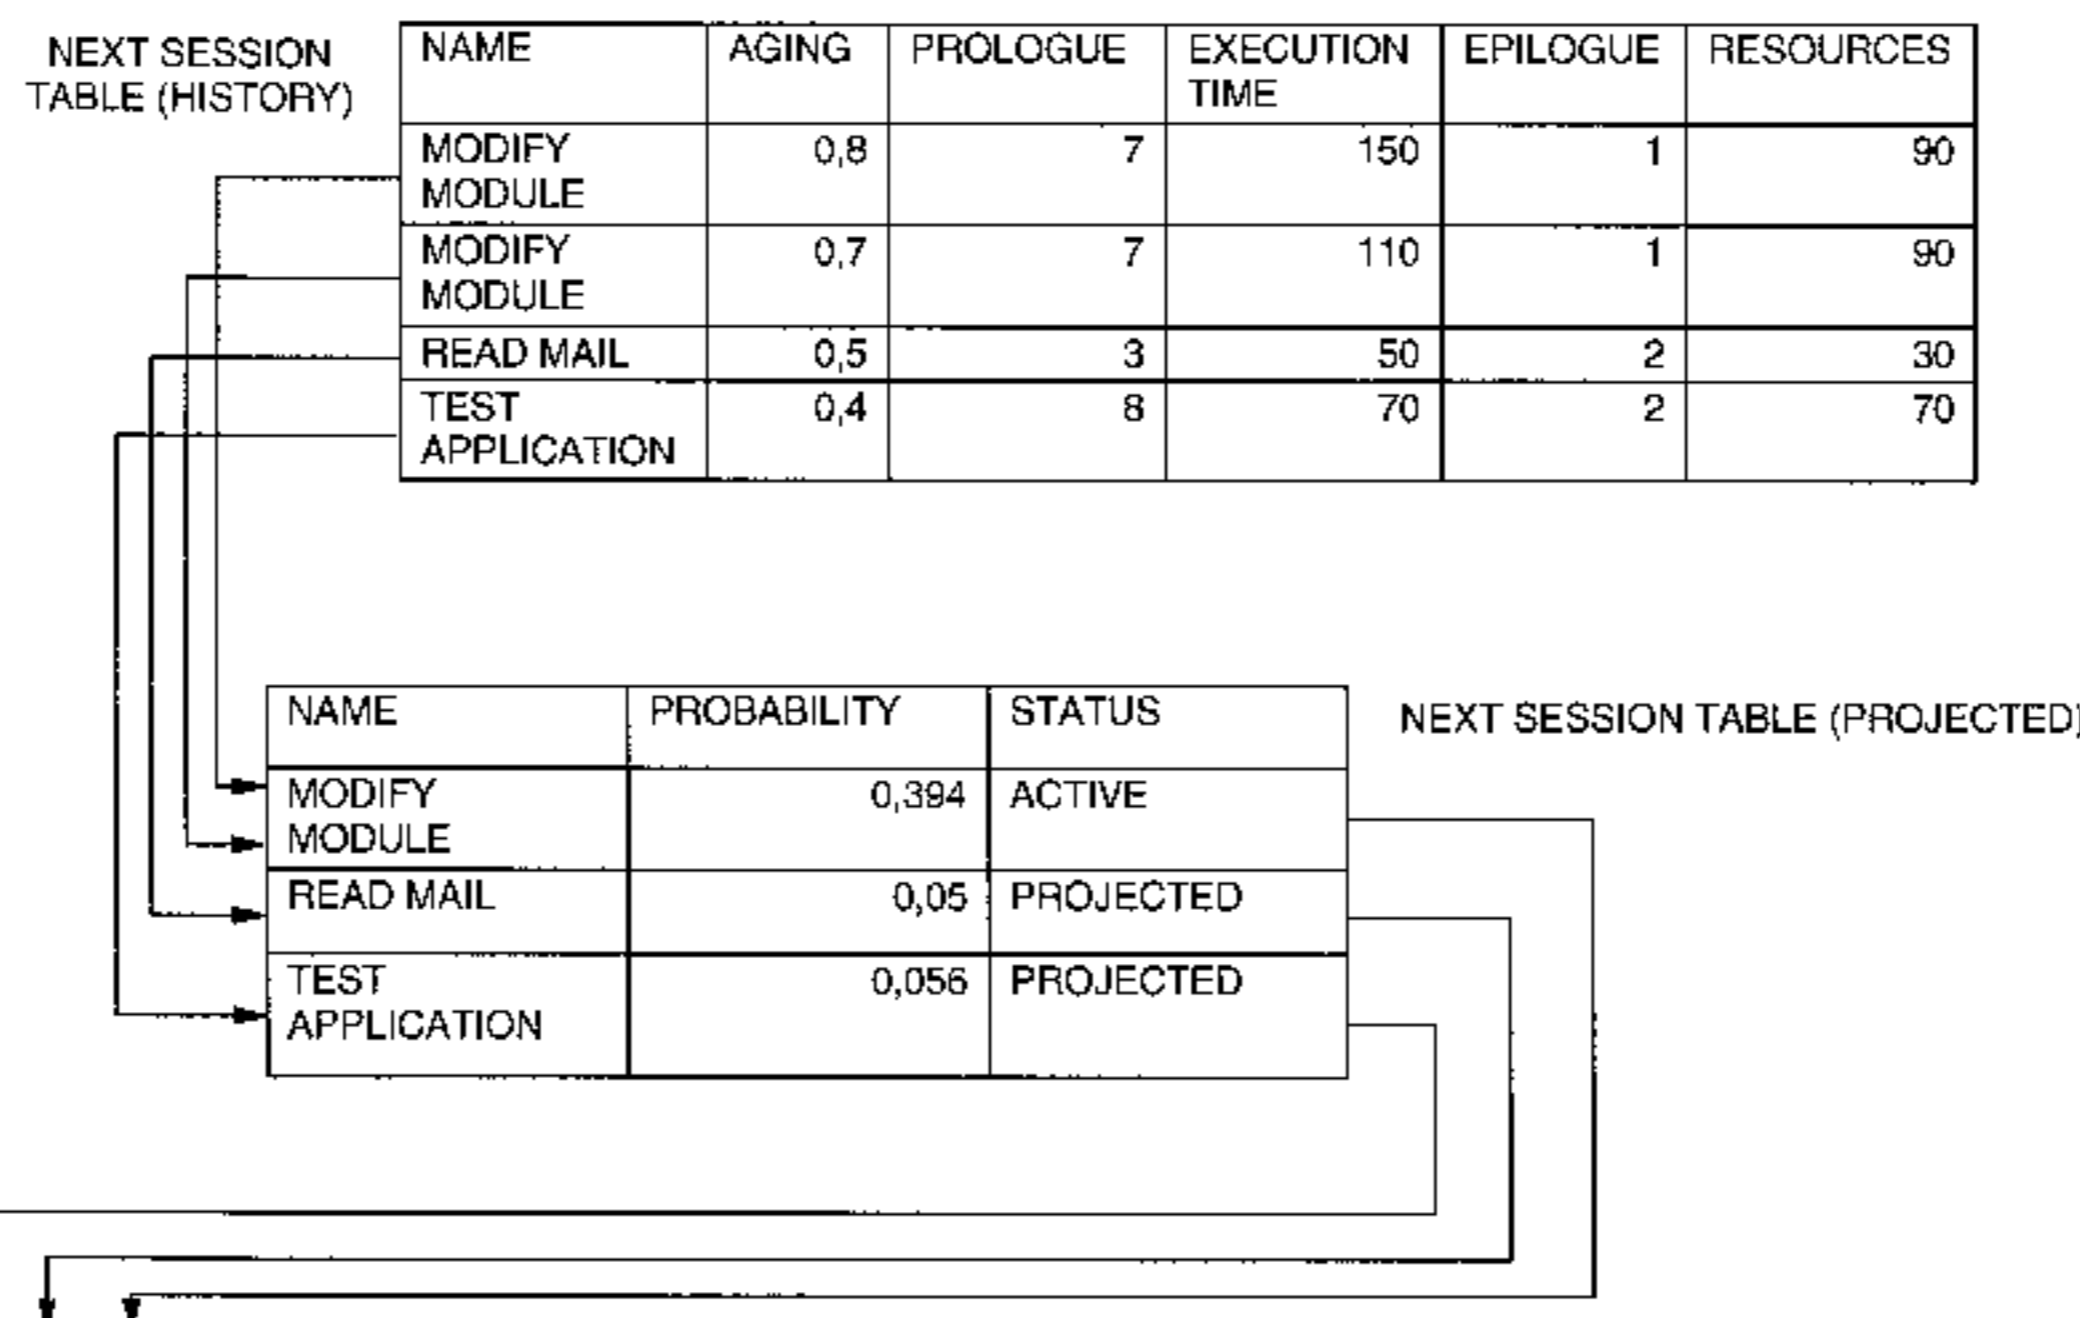 NEXT SESSION
TABLE (HISTORY)
NAME AGING PROLOGUE EXECUTION TIME EPILOGUE RESOURCES
MODIFY MODULE 0,8 7 150 1 90
MODIFY MODULE 0,7 7 110 1 90
READ MAIL 0,5 3 50 2 30
TEST APPLICATION 0,4 8 70 2 70
NAME PROBABILITY STATUS
NEXT SESSION TABLE (PROJECTED)
MODIFY MODULE 0,394 ACTIVE
READ MAIL 0,05 PROJECTED
TEST APPLICATION 0,056 PROJECTED